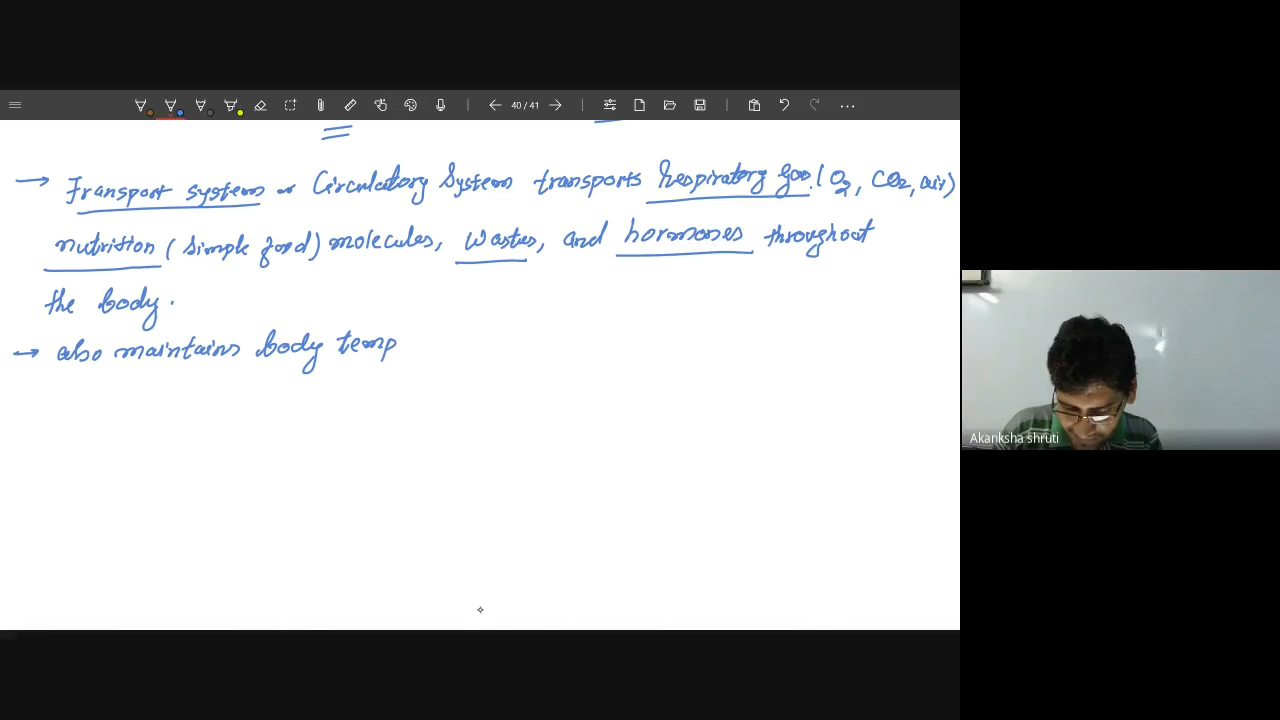 40 / 41
→ Transport system or Circulatory System transports Respiratory gas. (O2, CO2, air)
nutrition (simple food) molecules, wastes, and hormones throughout
the body.
→ also maintains body temp
Akanksha shruti